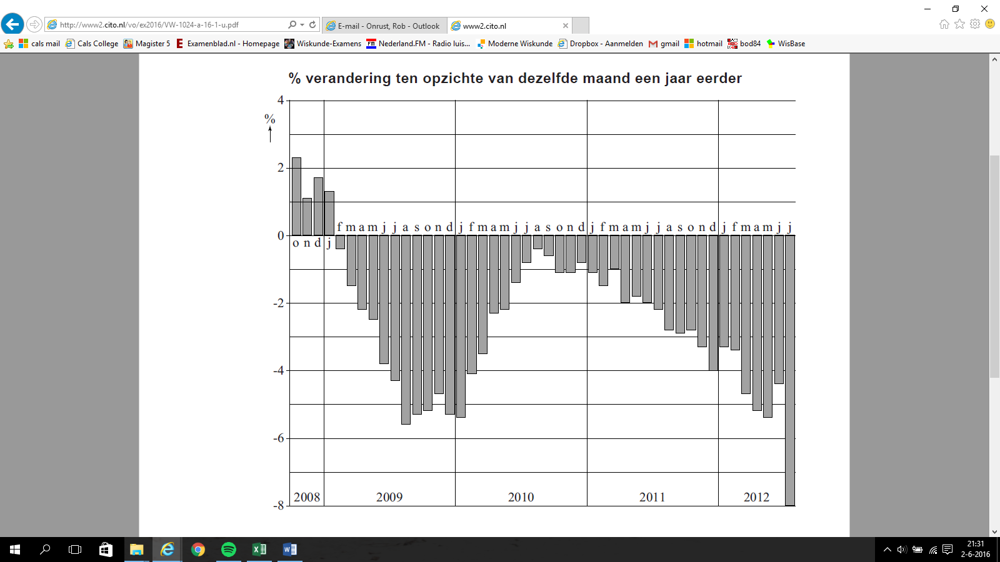 http://www2.cito.nl/vo/ex2016/VW-1024-a-16-1-u.pdf
E-mail - Onrust, Rob - Outlook
www2.cito.nl
cals mail Cals College Magister 5 Examenblad.nl - Homepage Wiskunde-Examens Nederland.FM - Radio luis... Moderne Wiskunde Dropbox - Aanmelden gmail hotmail bod84 WisBase
% verandering ten opzichte van dezelfde maand een jaar eerder
4
%
2
f m a m j j a s o n d j f m a m j j a s o n d j f m a m j j a s o n d j f m a m j j
0
o n d j
-2
-4
-6
2008 2009 2010 2011 2012
-8
21:31
2-6-2016